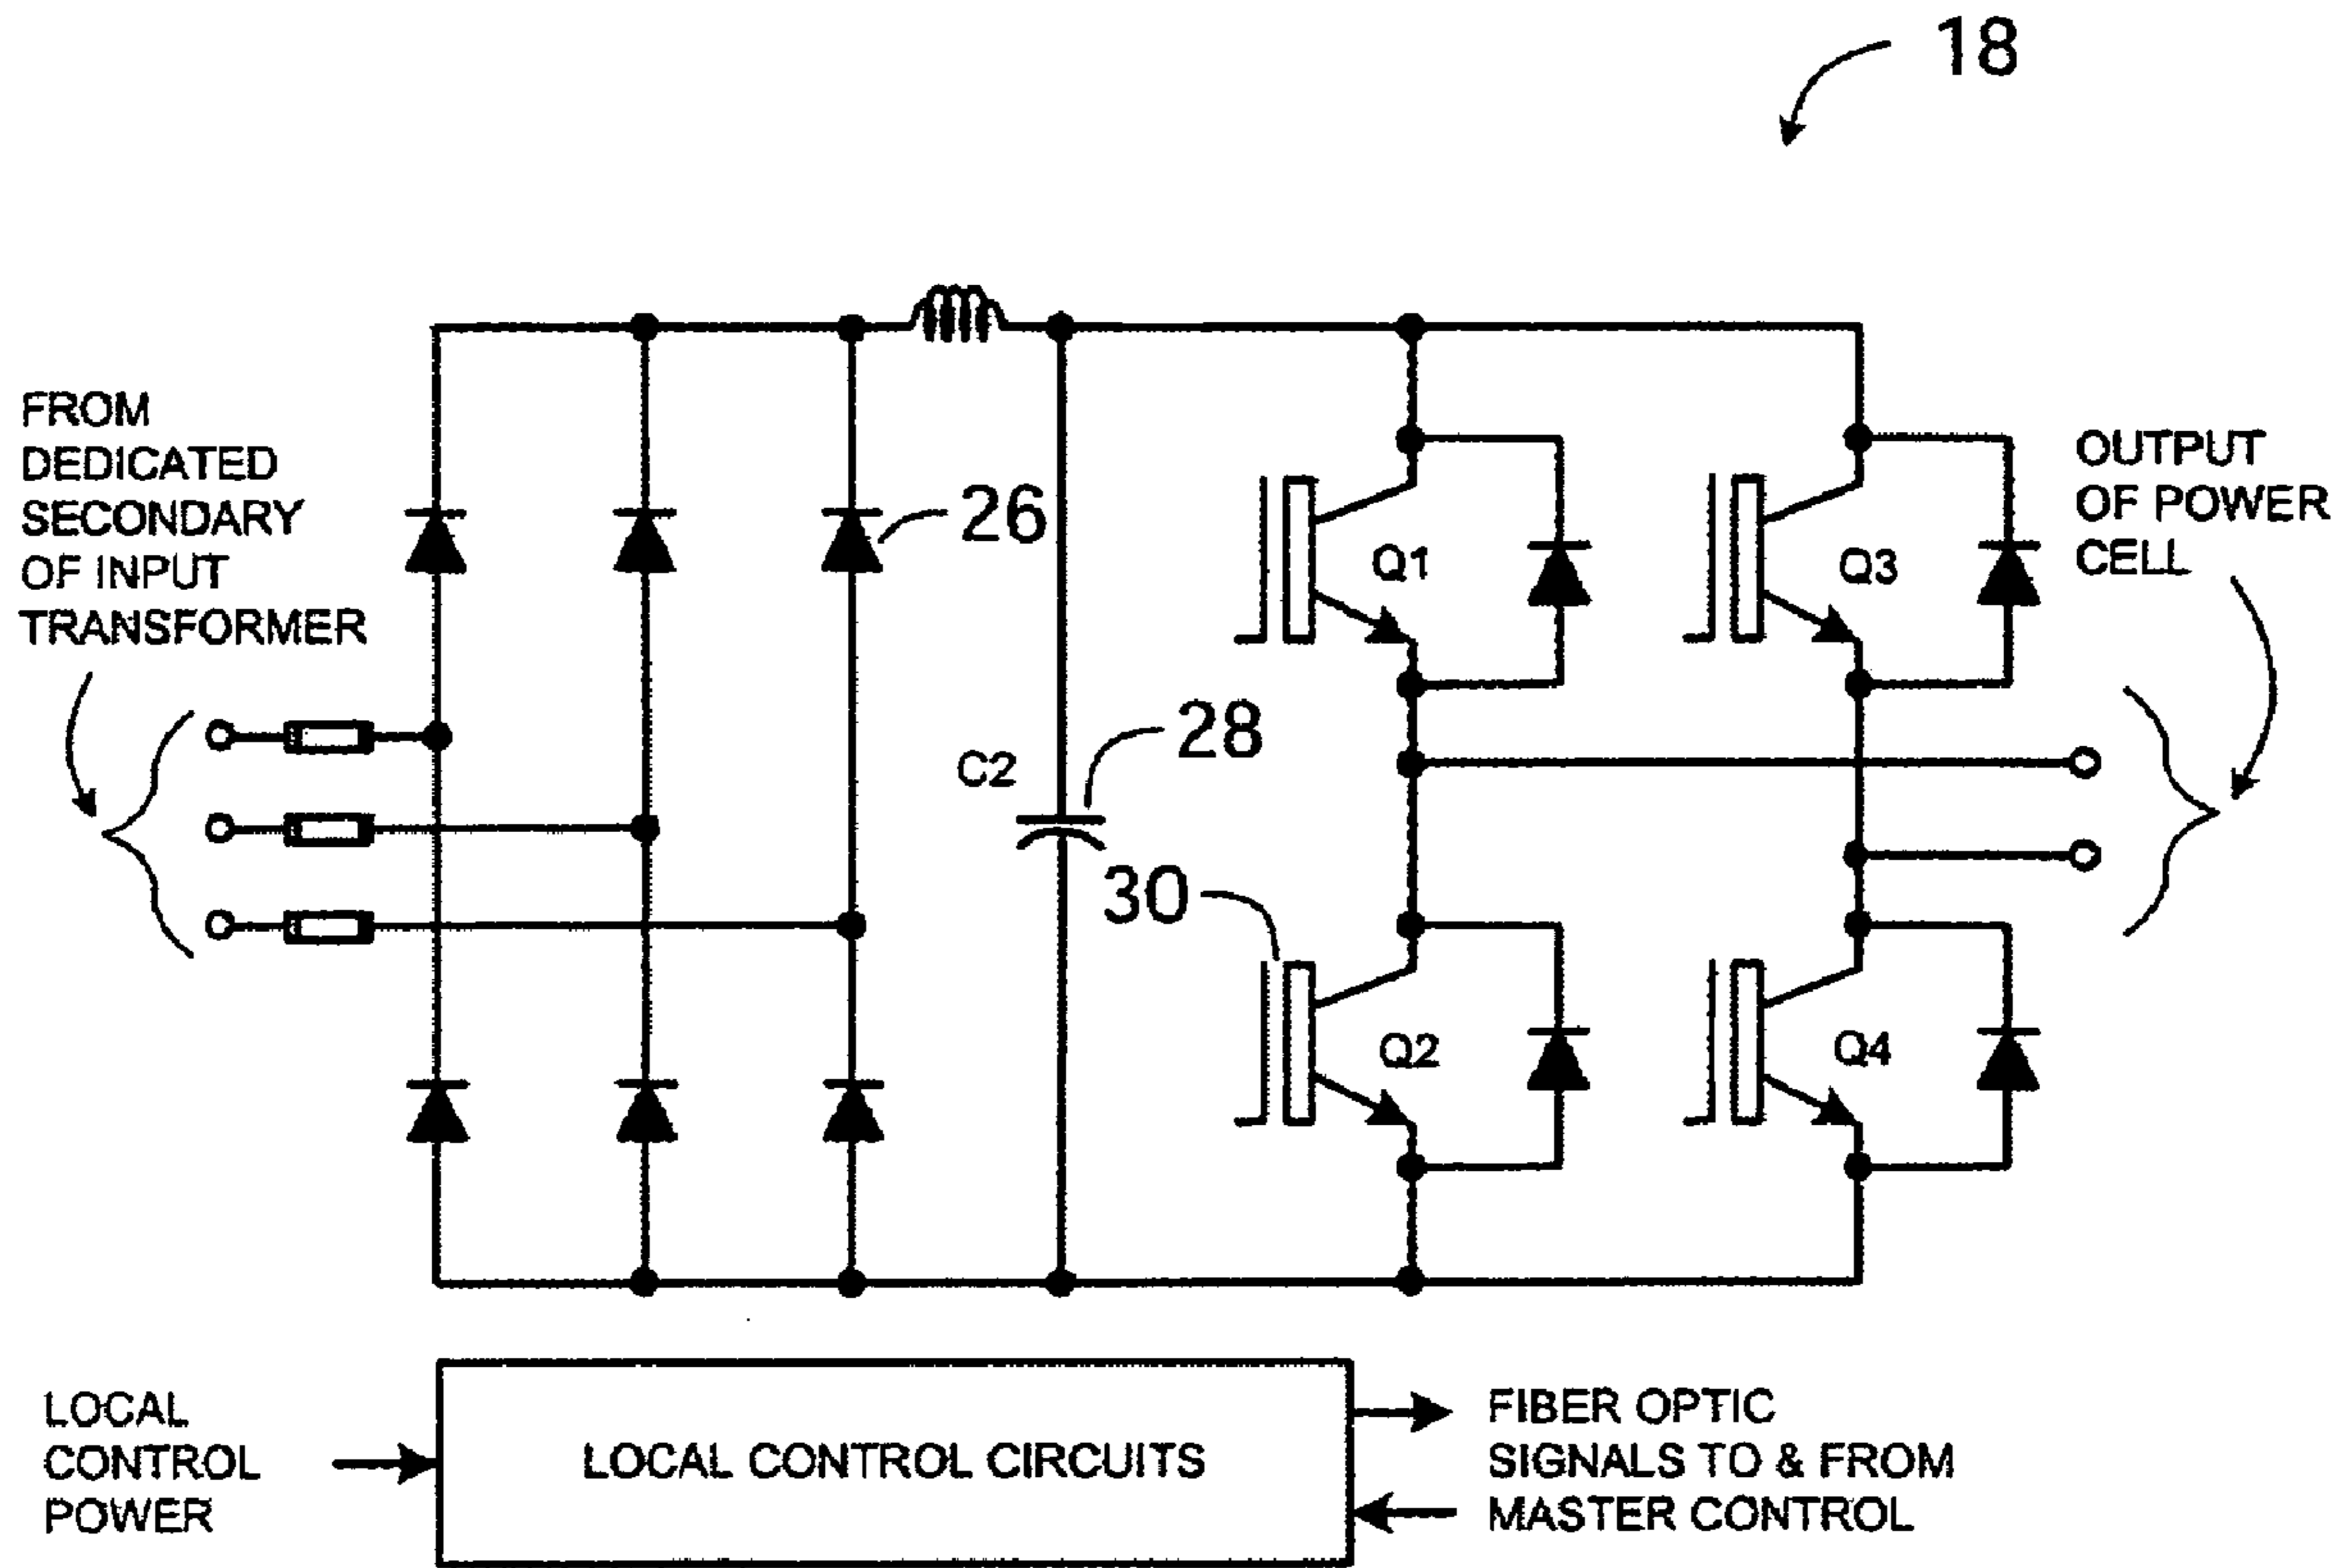 18
FROM
DEDICATED
SECONDARY
OF INPUT
TRANSFORMER
26
Q1
Q3
OUTPUT
OF POWER
CELL
C2
28
30
Q2
Q4
LOCAL
CONTROL
POWER
LOCAL CONTROL CIRCUITS
FIBER OPTIC
SIGNALS TO & FROM
MASTER CONTROL